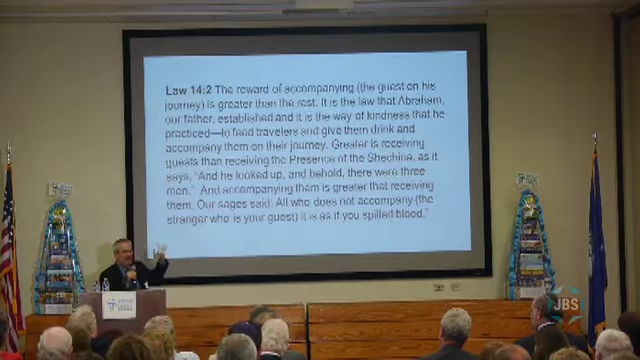 Law 14:2 The reward of accompanying (the guest on his
journey) is greater than the rest. It is the law that Abraham,
our father, established and it is the way of kindness that he
practiced—to feed travelers and give them drink and
accompany them on their journey. Greater is receiving
guests than receiving the Presence of the Shechina, as it
says, "And he looked up, and behold, there were three
men." And accompanying them is greater that receiving
them. Our sages said: All who does not accompany (the
stranger who is your guest) it is as if you spilled blood."
JBS